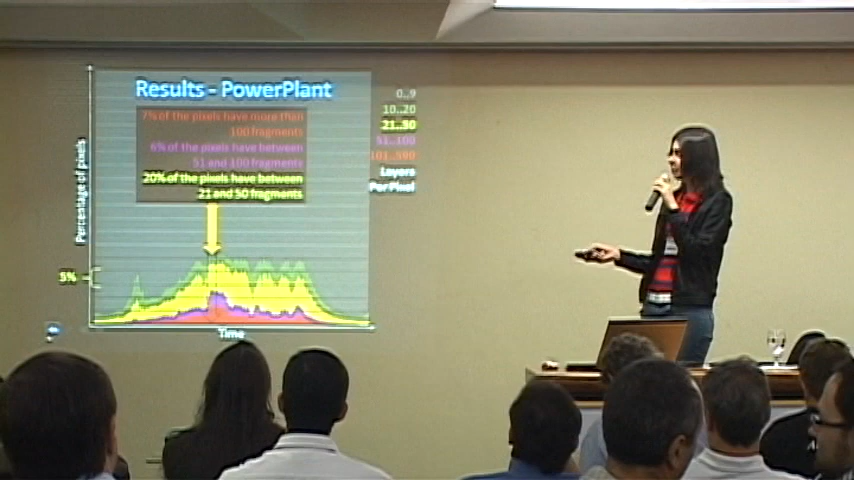 Results - PowerPlant
7% of the pixels have more than
100 fragments
6% of the pixels have between
51 and 100 fragments
20% of the pixels have between
21 and 50 fragments
0..9
10..20
21..50
51..100
101..590
Layers
Per Pixel
Percentage of pixels
5%
Time